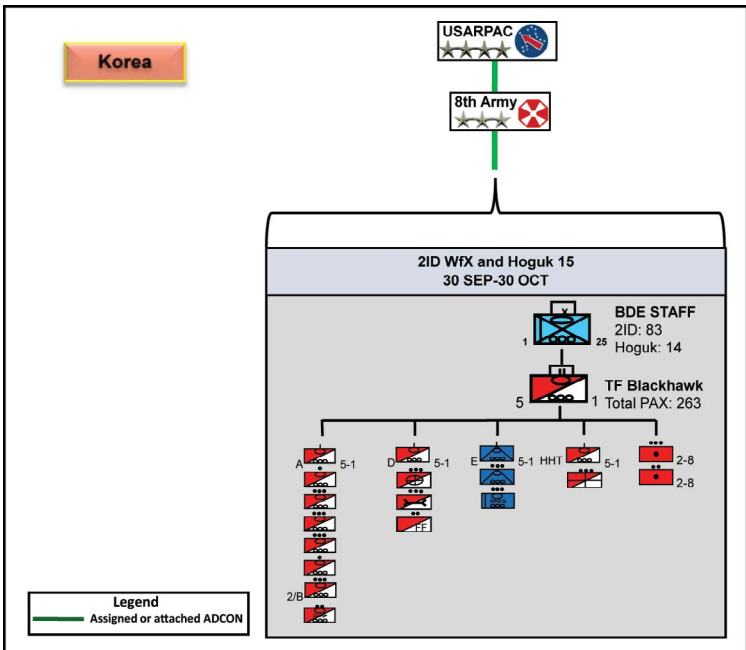 Korea
USARPAC
8th Army
2ID WfX and Hoguk 15
30 SEP-30 OCT
X
BDE STAFF
2ID: 83
Hoguk: 14
1
25
II
TF Blackhawk
Total PAX: 263
5
1
A
5-1
D
5-1
E
5-1
HHT
5-1
2-8
2-8
FF
2/B
Legend
Assigned or attached ADCON